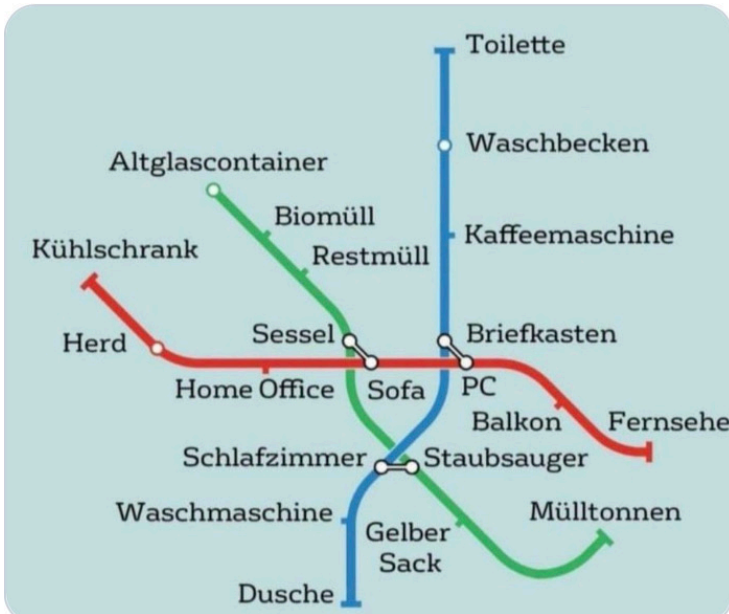 Toilette
Waschbecken
Altglascontainer
Biomüll
Kaffeemaschine
Kühlschrank
Restmüll
Sessel
Briefkasten
Herd
Home Office
Sofa
PC
Balkon
Fernsehe
Schlafzimmer
Staubsauger
Waschmaschine
Gelber
Sack
Mülltonnen
Dusche